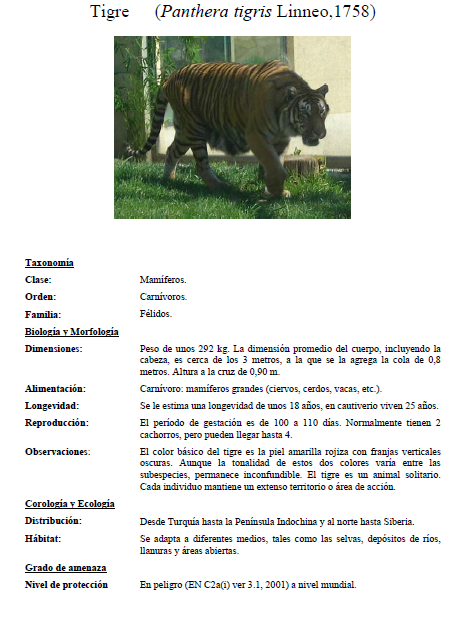 Tigre (Panthera tigris Linneo,1758)
Taxonomía
Clase: Mamíferos.
Orden: Carnívoros.
Familia: Félidos.
Biología y Morfología
Dimensiones: Peso de unos 292 kg. La dimensión promedio del cuerpo, incluyendo la
cabeza, es cerca de los 3 metros, a la que se la agrega la cola de 0,8
metros. Altura a la cruz de 0,90 m.
Alimentación: Carnívoro: mamíferos grandes (ciervos, cerdos, vacas, etc.).
Longevidad: Se le estima una longevidad de unos 18 años, en cautiverio viven 25 años.
Reproducción: El período de gestación es de 100 a 110 días. Normalmente tienen 2
cachorros, pero pueden llegar hasta 4.
Observaciones: El color básico del tigre es la piel amarilla rojiza con franjas verticales
oscuras. Aunque la tonalidad de estos dos colores varía entre las
subespecies, permanece inconfundible. El tigre es un animal solitario.
Cada individuo mantiene un extenso territorio o área de acción.
Corología y Ecología
Distribución: Desde Turquía hasta la Península Indochina y al norte hasta Siberia.
Hábitat: Se adapta a diferentes medios, tales como las selvas, depósitos de ríos,
llanuras y áreas abiertas.
Grado de amenaza
Nivel de protección En peligro (EN C2a(i) ver 3.1, 2001) a nivel mundial.